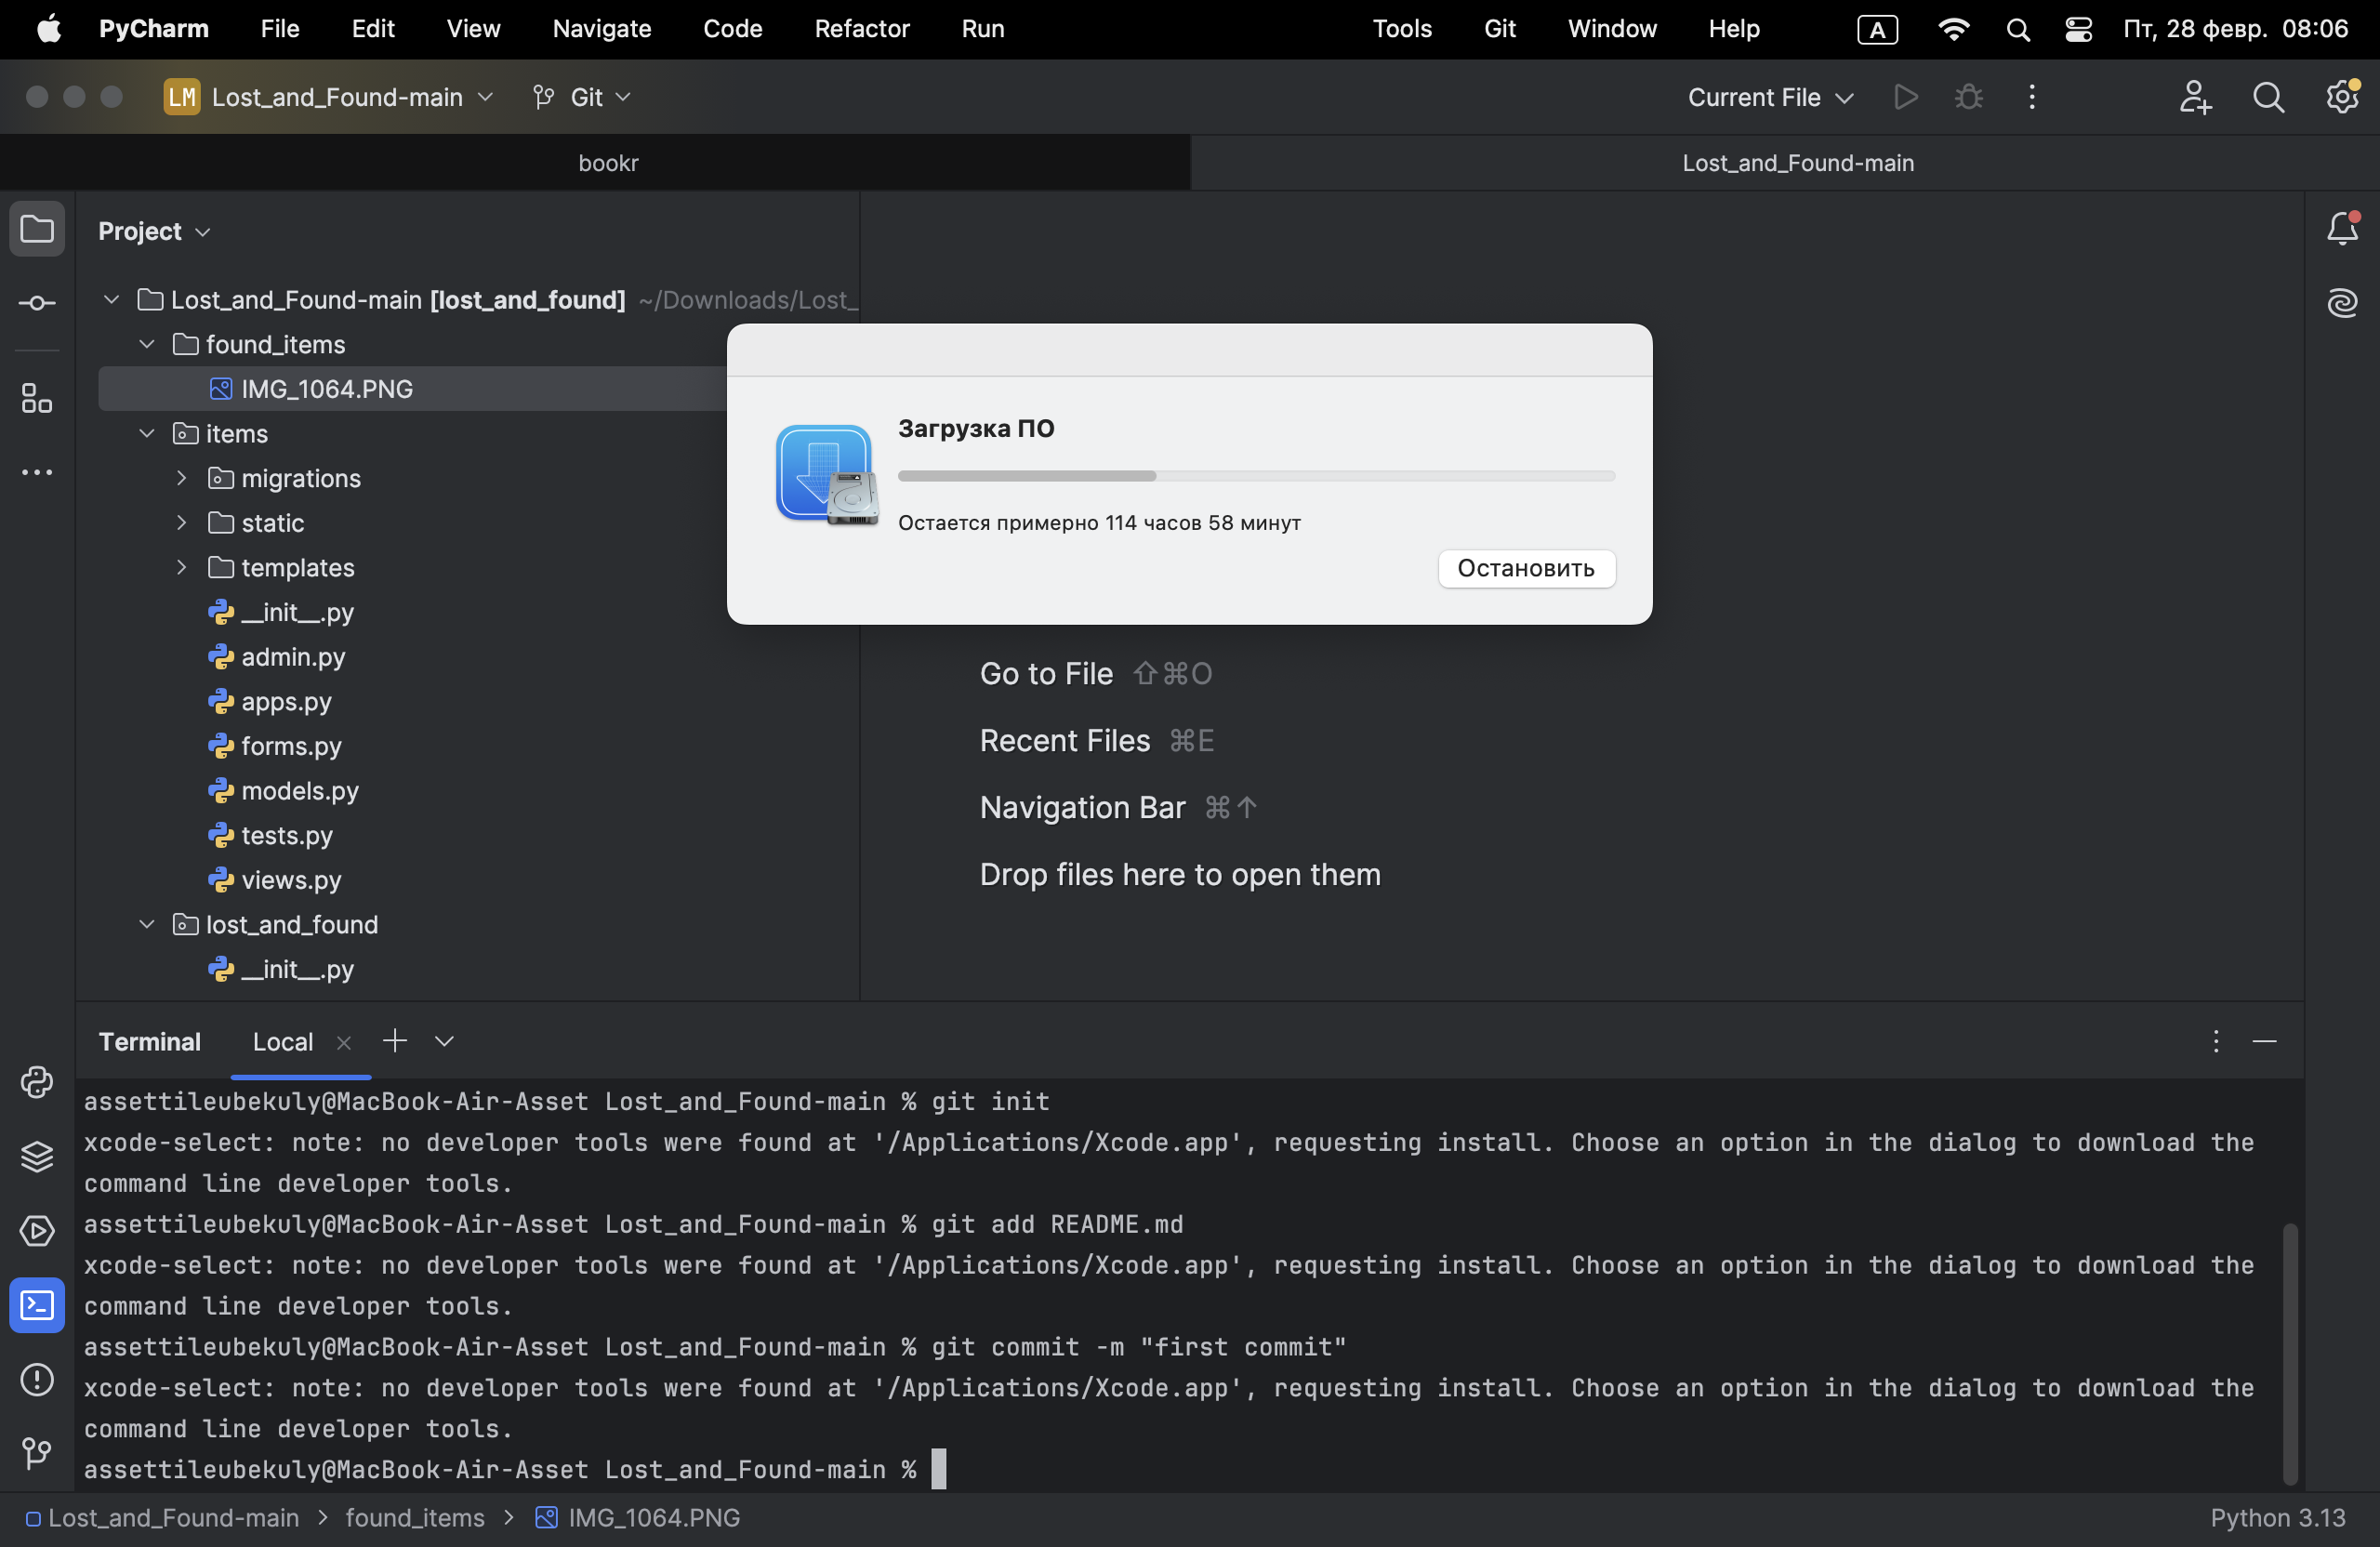 PyCharm File Edit View Navigate Code Refactor Run Tools Git Window Help A Пт, 28 февр. 08:06
LM Lost_and_Found-main Git Current File
bookr Lost_and_Found-main
Project
Lost_and_Found-main [lost_and_found] ~/Downloads/Lost_
found_items
IMG_1064.PNG
items
migrations
static
templates
__init__.py
admin.py
apps.py
forms.py
models.py
tests.py
views.py
lost_and_found
__init__.py
Загрузка ПО
Остается примерно 114 часов 58 минут
Остановить
Go to File ⇧⌘O
Recent Files ⌘E
Navigation Bar ⌘↑
Drop files here to open them
Terminal Local
assettileubekuly@MacBook-Air-Asset Lost_and_Found-main % git init
xcode-select: note: no developer tools were found at '/Applications/Xcode.app', requesting install. Choose an option in the dialog to download the
command line developer tools.
assettileubekuly@MacBook-Air-Asset Lost_and_Found-main % git add README.md
xcode-select: note: no developer tools were found at '/Applications/Xcode.app', requesting install. Choose an option in the dialog to download the
command line developer tools.
assettileubekuly@MacBook-Air-Asset Lost_and_Found-main % git commit -m "first commit"
xcode-select: note: no developer tools were found at '/Applications/Xcode.app', requesting install. Choose an option in the dialog to download the
command line developer tools.
assettileubekuly@MacBook-Air-Asset Lost_and_Found-main %
Lost_and_Found-main > found_items > IMG_1064.PNG Python 3.13